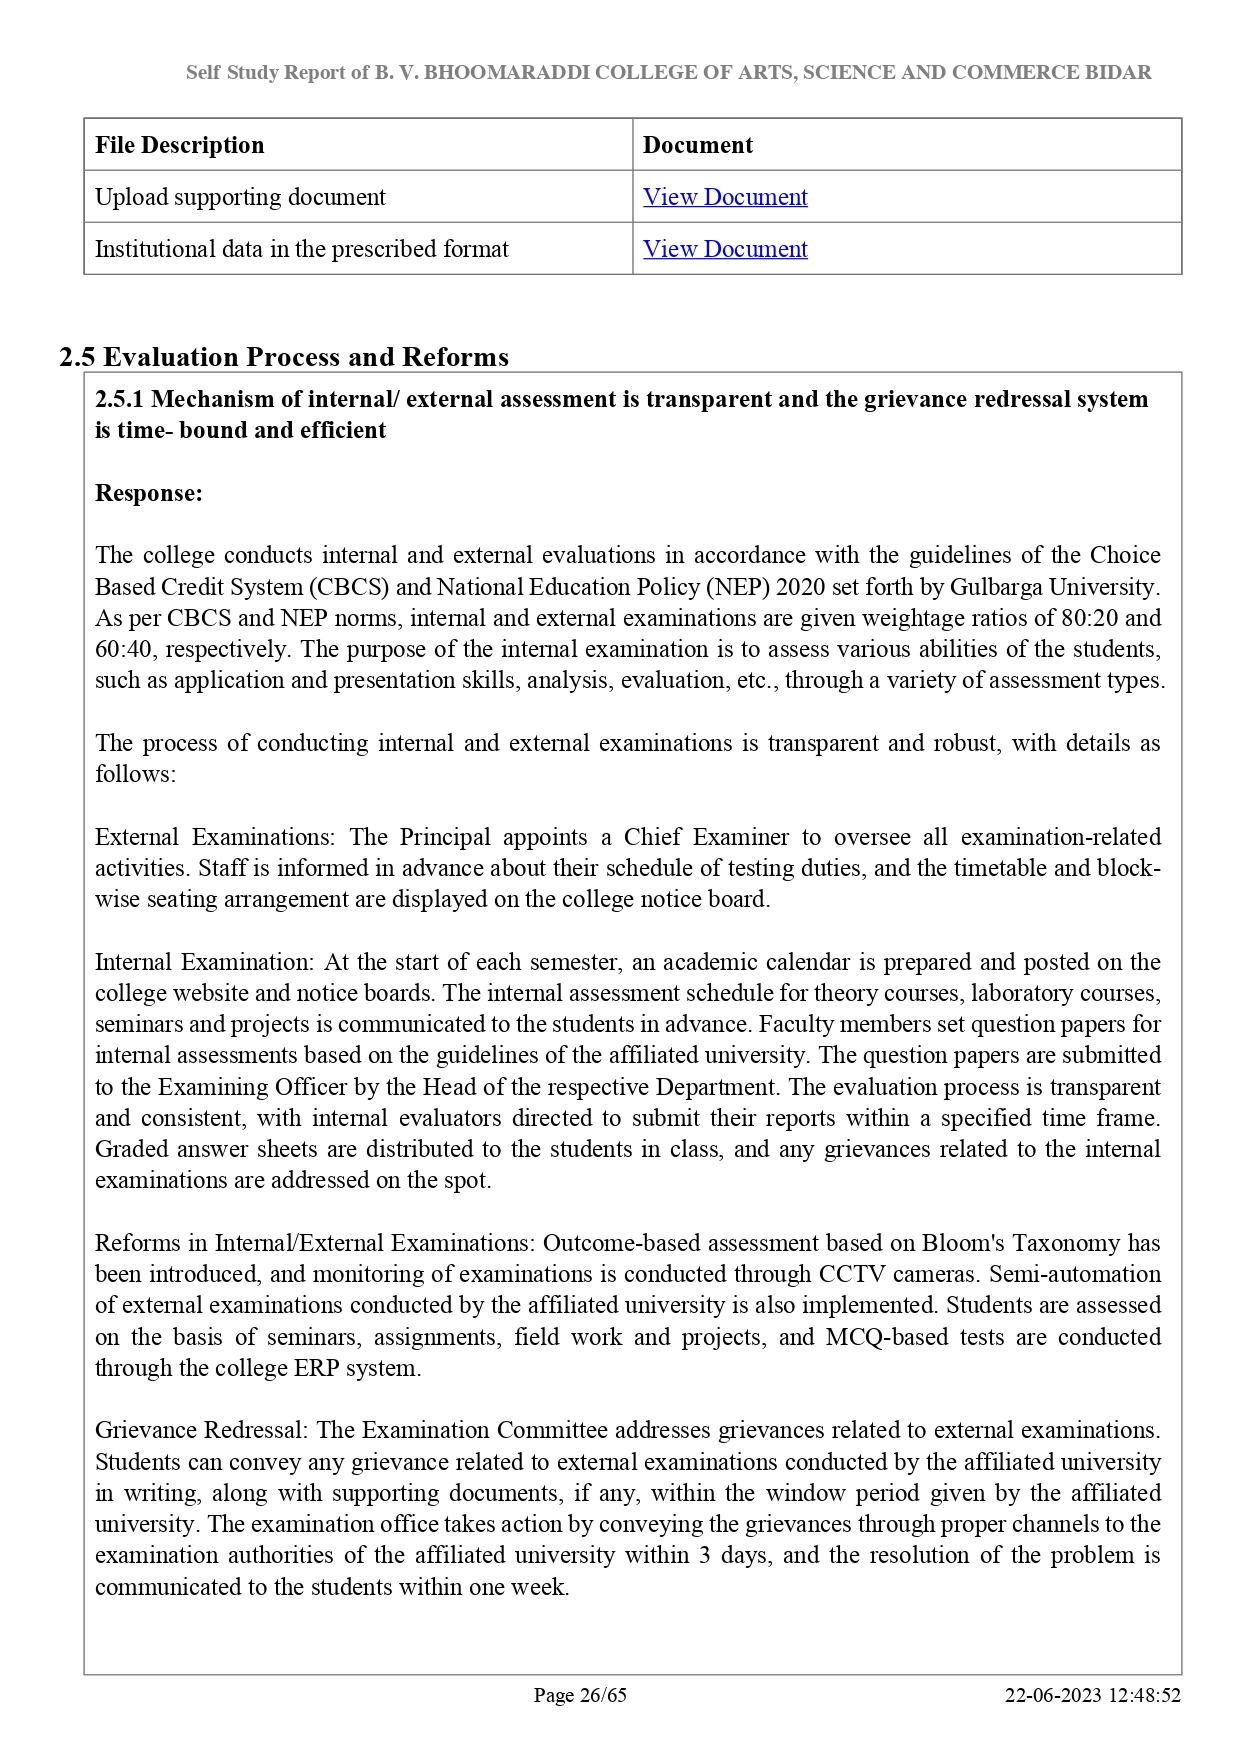 Self Study Report of B. V. BHOOMARADDI COLLEGE OF ARTS, SCIENCE AND COMMERCE BIDAR
File Description Document
Upload supporting document View Document
Institutional data in the prescribed format View Document
2.5 Evaluation Process and Reforms
2.5.1 Mechanism of internal/ external assessment is transparent and the grievance redressal system
is time- bound and efficient
Response:
The college conducts internal and external evaluations in accordance with the guidelines of the Choice
Based Credit System (CBCS) and National Education Policy (NEP) 2020 set forth by Gulbarga University.
As per CBCS and NEP norms, internal and external examinations are given weightage ratios of 80:20 and
60:40, respectively. The purpose of the internal examination is to assess various abilities of the students,
such as application and presentation skills, analysis, evaluation, etc., through a variety of assessment types.
The process of conducting internal and external examinations is transparent and robust, with details as
follows:
External Examinations: The Principal appoints a Chief Examiner to oversee all examination-related
activities. Staff is informed in advance about their schedule of testing duties, and the timetable and block-
wise seating arrangement are displayed on the college notice board.
Internal Examination: At the start of each semester, an academic calendar is prepared and posted on the
college website and notice boards. The internal assessment schedule for theory courses, laboratory courses,
seminars and projects is communicated to the students in advance. Faculty members set question papers for
internal assessments based on the guidelines of the affiliated university. The question papers are submitted
to the Examining Officer by the Head of the respective Department. The evaluation process is transparent
and consistent, with internal evaluators directed to submit their reports within a specified time frame.
Graded answer sheets are distributed to the students in class, and any grievances related to the internal
examinations are addressed on the spot.
Reforms in Internal/External Examinations: Outcome-based assessment based on Bloom's Taxonomy has
been introduced, and monitoring of examinations is conducted through CCTV cameras. Semi-automation
of external examinations conducted by the affiliated university is also implemented. Students are assessed
on the basis of seminars, assignments, field work and projects, and MCQ-based tests are conducted
through the college ERP system.
Grievance Redressal: The Examination Committee addresses grievances related to external examinations.
Students can convey any grievance related to external examinations conducted by the affiliated university
in writing, along with supporting documents, if any, within the window period given by the affiliated
university. The examination office takes action by conveying the grievances through proper channels to the
examination authorities of the affiliated university within 3 days, and the resolution of the problem is
communicated to the students within one week.
Page 26/65 22-06-2023 12:48:52